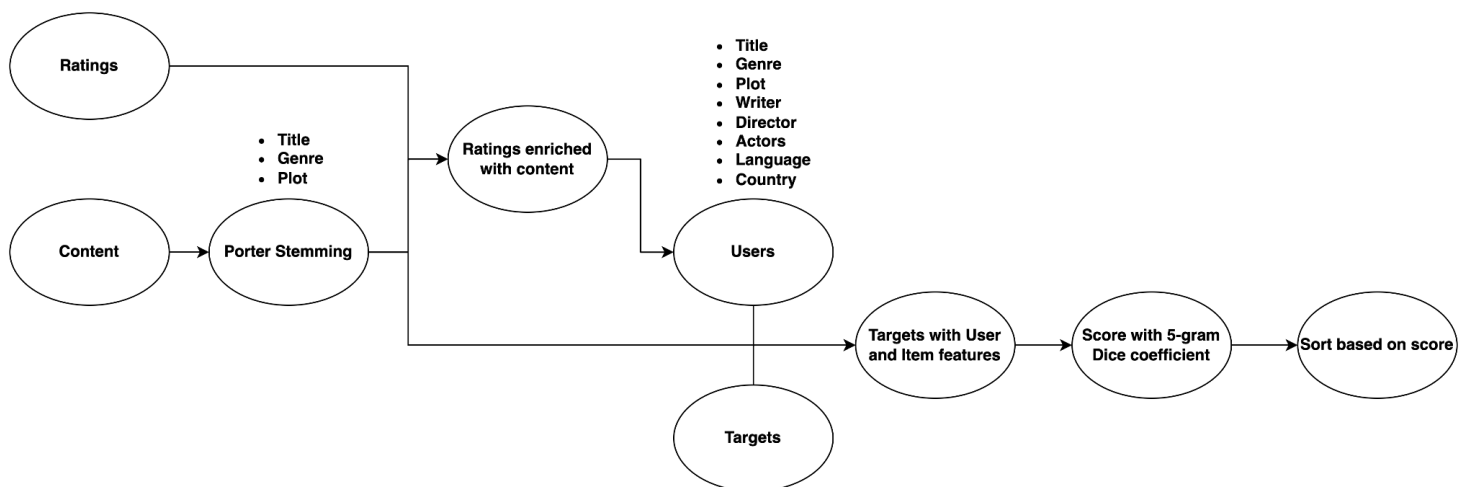 Ratings
• Title
• Genre
• Plot
• Writer
• Director
• Actors
• Language
• Country
Ratings enriched
with content
• Title
• Genre
• Plot
Content
Porter Stemming
Users
Targets with User
and Item features
Score with 5-gram
Dice coefficient
Sort based on score
Targets